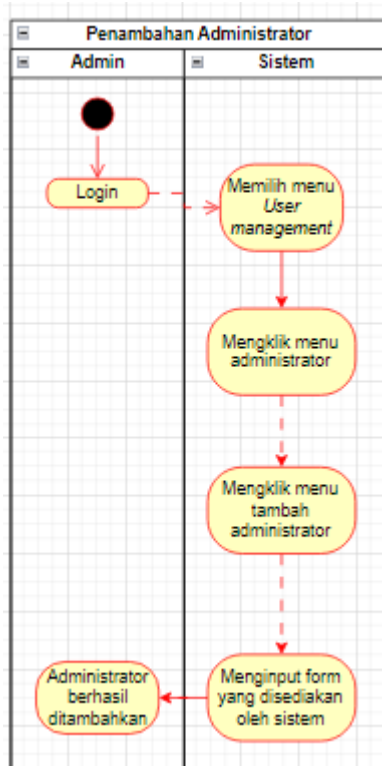 Penambahan Administrator
Admin
Sistem
Login
Memilih menu
User
management
Mengklik menu
administrator
Mengklik menu
tambah
administrator
Administrator
berhasil
ditambahkan
Menginput form
yang disediakan
oleh sistem